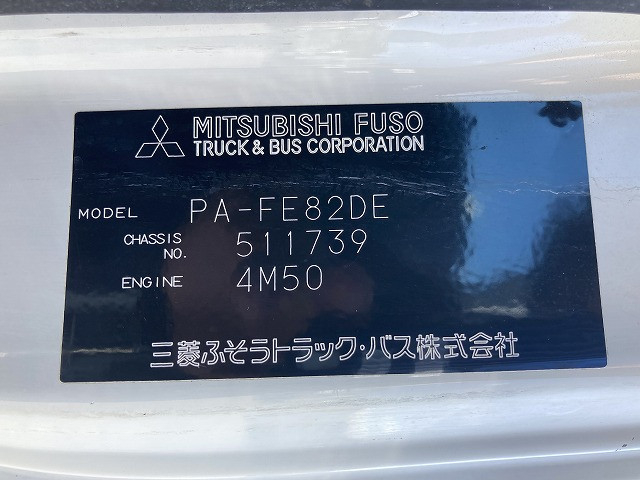 MITSUBISHI FUSO
TRUCK & BUS CORPORATION
MODEL PA-FE82DE
CHASSIS NO. 511739
ENGINE 4M50
三菱ふそうトラック・バス株式会社